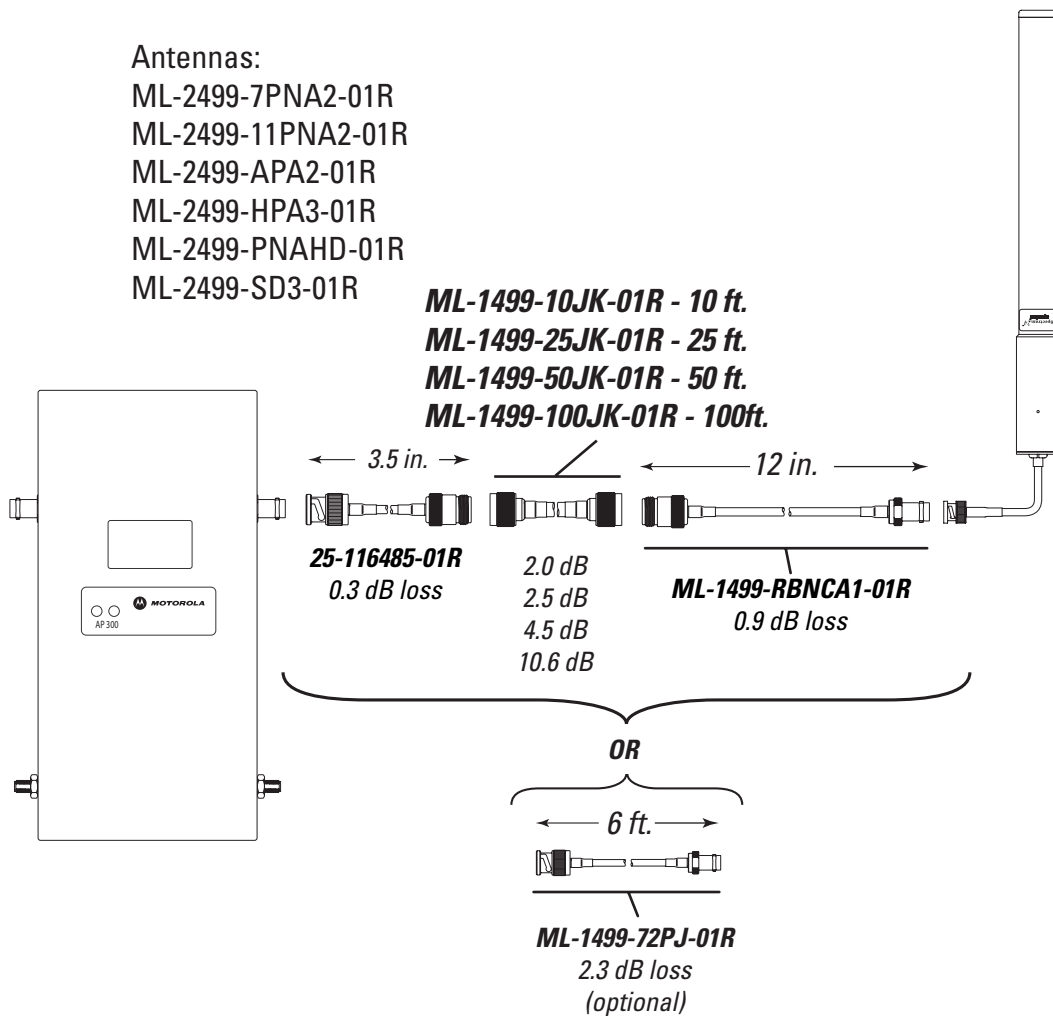 Antennas:
ML-2499-7PNA2-01R
ML-2499-11PNA2-01R
ML-2499-APA2-01R
ML-2499-HPA3-01R
ML-2499-PNAHD-01R
ML-2499-SD3-01R
ML-1499-10JK-01R - 10 ft.
ML-1499-25JK-01R - 25 ft.
ML-1499-50JK-01R - 50 ft.
ML-1499-100JK-01R - 100ft.
3.5 in.
12 in.
25-116485-01R
0.3 dB loss
2.0 dB
2.5 dB
4.5 dB
10.6 dB
ML-1499-RBNCA1-01R
0.9 dB loss
MOTOROLA
AP 300
OR
6 ft.
ML-1499-72PJ-01R
2.3 dB loss
(optional)